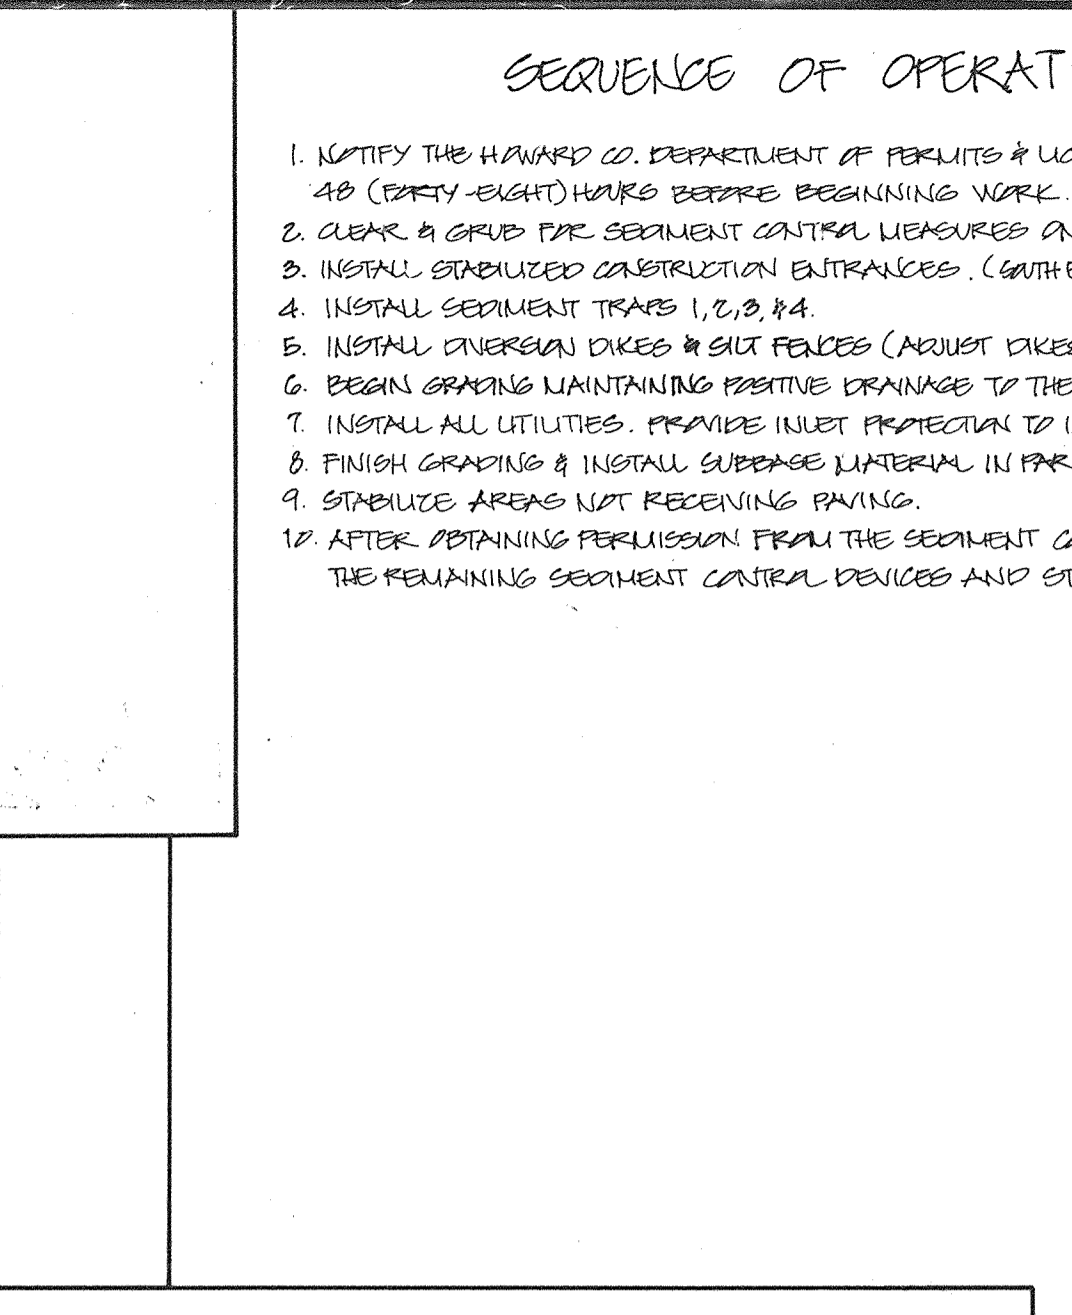 SEQUENCE OF OPERAT
1. NOTIFY THE HOWARD CO. DEPARTMENT OF PERMITS & LIC
48 (FORTY-EIGHT) HOURS BEFORE BEGINNING WORK.
2. CLEAR & GRUB FOR SEDIMENT CONTROL MEASURES ON
3. INSTALL STABILIZED CONSTRUCTION ENTRANCES. (SOUTH E
4. INSTALL SEDIMENT TRAPS 1,2,3,&4.
5. INSTALL DIVERSION DIKES & SILT FENCES (ADJUST DIKES
6. BEGIN GRADING MAINTAINING POSITIVE DRAINAGE TO THE
7. INSTALL ALL UTILITIES. PROVIDE INLET PROTECTION TO I
8. FINISH GRADING & INSTALL SUBBASE MATERIAL IN PAR
9. STABILIZE AREAS NOT RECEIVING PAVING.
10. AFTER OBTAINING PERMISSION FROM THE SEDIMENT CO
THE REMAINING SEDIMENT CONTROL DEVICES AND ST